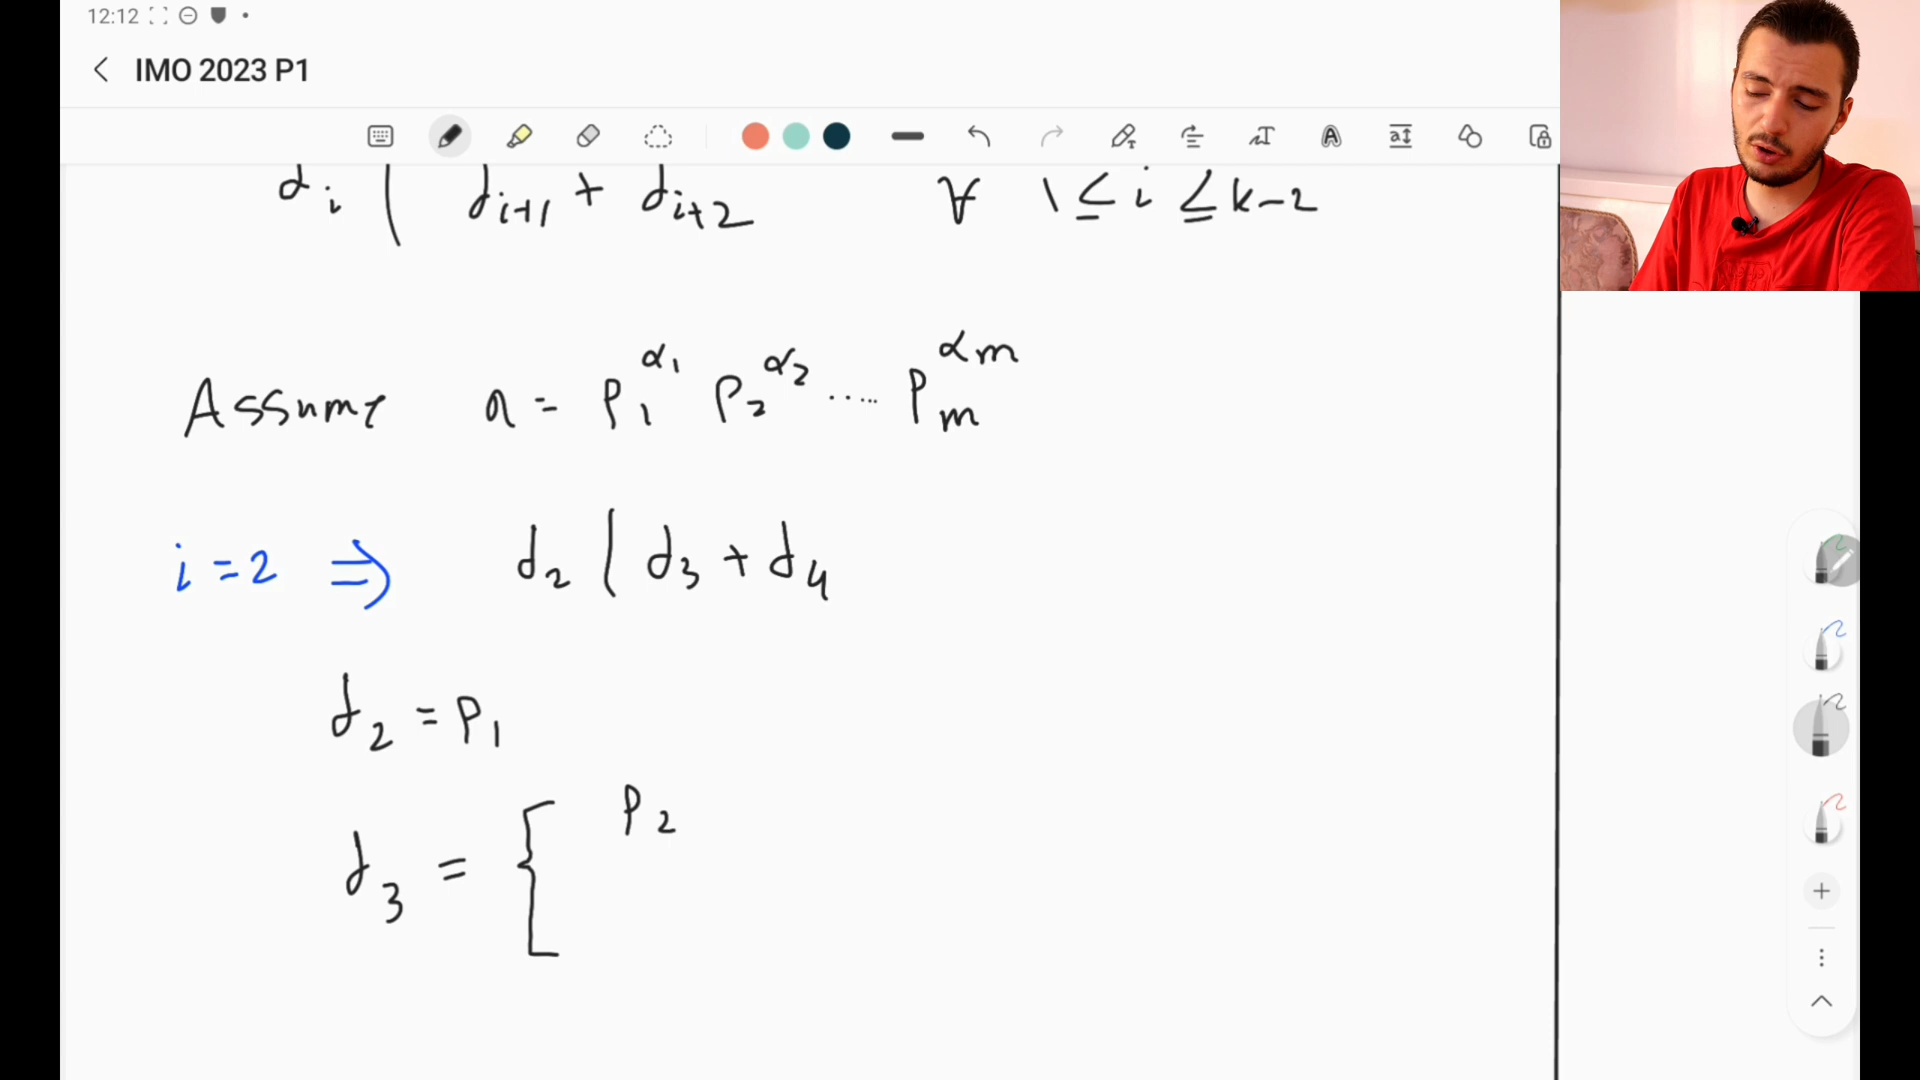 12:12
IMO 2023 P1
d_i | d_{i+1} + d_{i+2} ∀ 1 ≤ i ≤ k-2
Assume n = p_1^{α_1} p_2^{α_2} ..... p_m^{α_m}
i = 2 ⇒ d_2 | d_3 + d_4
d_2 = p_1
d_3 = { p_2